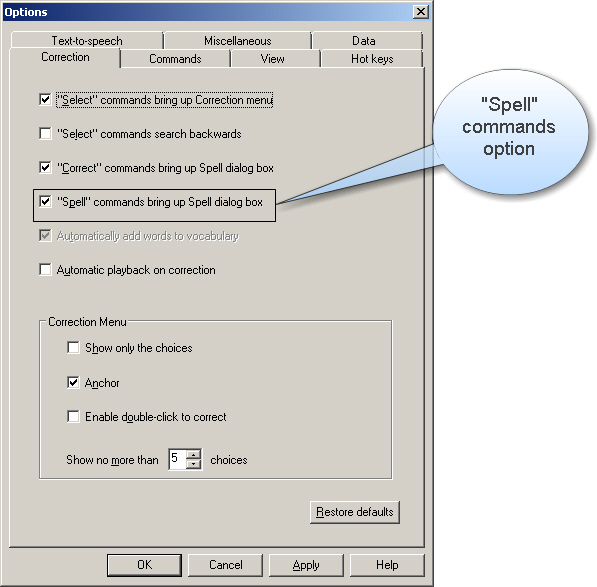 Options
Text-to-speech Miscellaneous Data
Correction Commands View Hot keys
"Select" commands bring up Correction menu
"Select" commands search backwards
"Correct" commands bring up Spell dialog box
"Spell" commands bring up Spell dialog box
Automatically add words to vocabulary
Automatic playback on correction
Correction Menu
Show only the choices
Anchor
Enable double-click to correct
Show no more than 5 choices
Restore defaults
OK Cancel Apply Help
"Spell"
commands
option